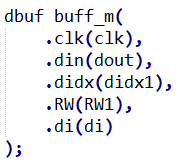 dbuf buff_m(
.clk(clk),
.din(dout),
.didx(didx1),
.RW(RW1),
.di(di)
);